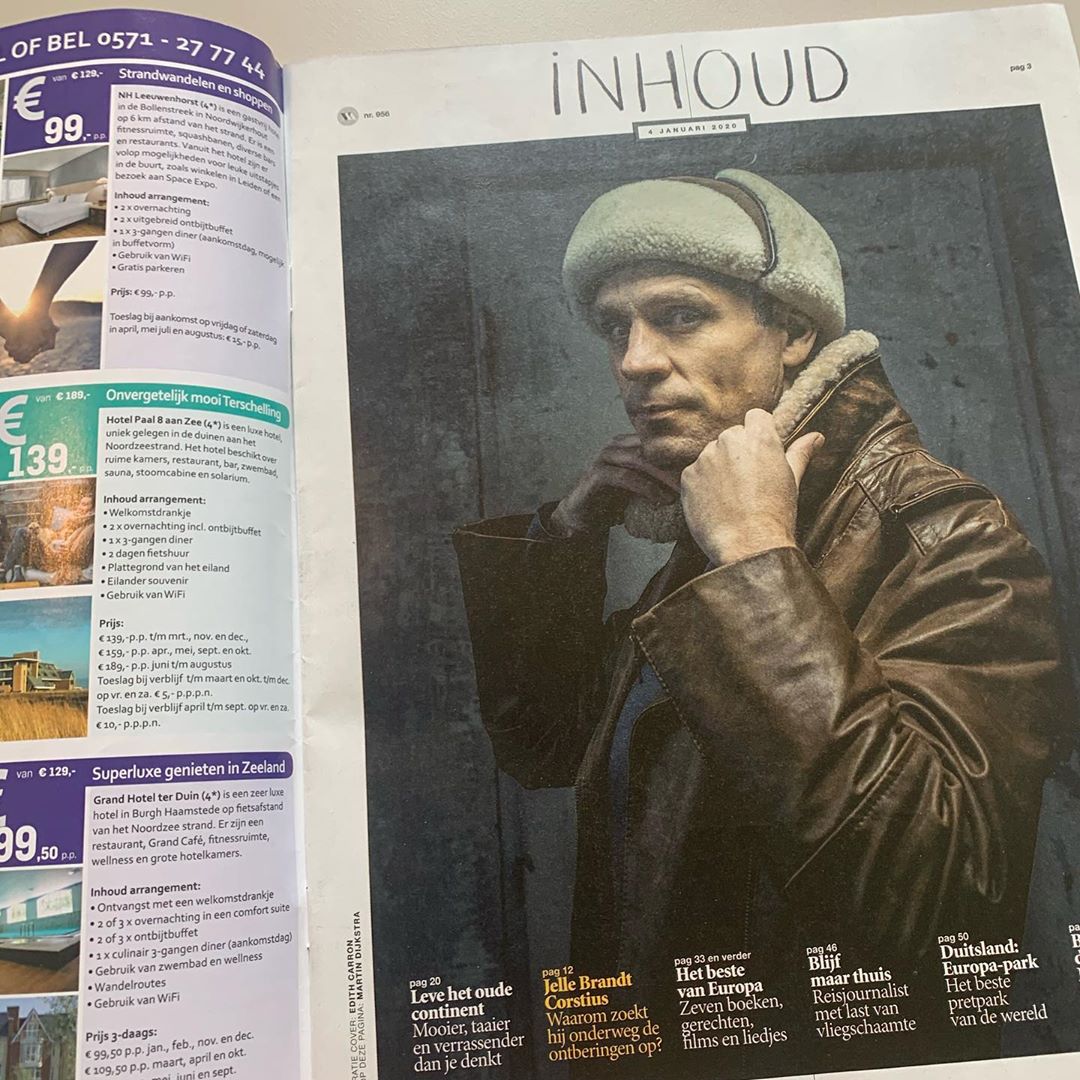 L OF BEL 0571 - 27 77 44
van € 129,-
€
99,- p.p.
Strandwandelen en shoppen
NH Leeuwenhorst (4*) is een gastvrij hotel
in de Bollenstreek in Noordwijkerhout
op 6 km afstand van het strand. Er is een
fitnessruimte, squashbanen, diverse bars
en restaurants. Vanuit het hotel zijn er
volop mogelijkheden voor leuke uitstapjes
in de buurt, zoals winkelen in Leiden of een
bezoek aan Space Expo.
Inhoud arrangement:
• 2 x overnachting
• 2 x uitgebreid ontbijtbuffet
• 1 x 3-gangen diner (aankomstdag, mogelijk
in buffetvorm)
• Gebruik van WiFi
• Gratis parkeren
Prijs: € 99,- p.p.
Toeslag bij aankomst op vrijdag of zaterdag
in april, mei juli en augustus: € 15,- p.p.
van € 189,-
€
139,- p.p.
Onvergetelijk mooi Terschelling
Hotel Paal 8 aan Zee (4*) is een luxe hotel,
uniek gelegen in de duinen aan het
Noordzeestrand. Het hotel beschikt over
ruime kamers, restaurant, bar, zwembad,
sauna, stoomcabine en solarium.
Inhoud arrangement:
• Welkomstdrankje
• 2 x overnachting incl. ontbijtbuffet
• 1 x 3-gangen diner
• 2 dagen fietshuur
• Plattegrond van het eiland
• Eilander souvenir
• Gebruik van WiFi
Prijs:
€ 139,-p.p. t/m mrt., nov. en dec.,
€ 159,- p.p. apr., mei, sept. en okt.
€ 189,- p.p. juni t/m augustus
Toeslag bij verblijf t/m maart en okt. t/m dec.
op vr. en za. € 5,- p.p.p.n.
Toeslag bij verblijf april t/m sept. op vr. en za.
€ 10,- p.p.p.n.
van € 129,-
€
99,50 p.p.
Superluxe genieten in Zeeland
Grand Hotel ter Duin (4*) is een zeer luxe
hotel in Burgh Haamstede op fietsafstand
van het Noordzee strand. Er zijn een
restaurant, Grand Café, fitnessruimte,
wellness en grote hotelkamers.
Inhoud arrangement:
• Ontvangst met een welkomstdrankje
• 2 of 3 x overnachting in een comfort suite
• 2 of 3 x ontbijtbuffet
• 1 x culinair 3-gangen diner (aankomstdag)
• Gebruik van zwembad en wellness
• Wandelroutes
• Gebruik van WiFi
Prijs 3-daags:
€ 99,50 p.p. jan., feb., nov. en dec.
€ 109,50 p.p. maart, april en okt.
mei, juni en sept.
INHOUD
pag 3
nr. 956
4 JANUARI 2020
RATIE COVER: EDITH CARRON
OP DEZE PAGINA: MARTIN DIJKSTRA
pag 20
Leve het oude
continent
Mooier, taaier
en verrassender
dan je denkt
pag 12
Jelle Brandt
Corstius
Waarom zoekt
hij onderweg de
ontberingen op?
pag 33 en verder
Het beste
van Europa
Zeven boeken,
gerechten,
films en liedjes
pag 46
Blijf
maar thuis
Reisjournalist
met last van
vliegschaamte
pag 50
Duitsland:
Europa-park
Het beste
pretpark
van de wereld